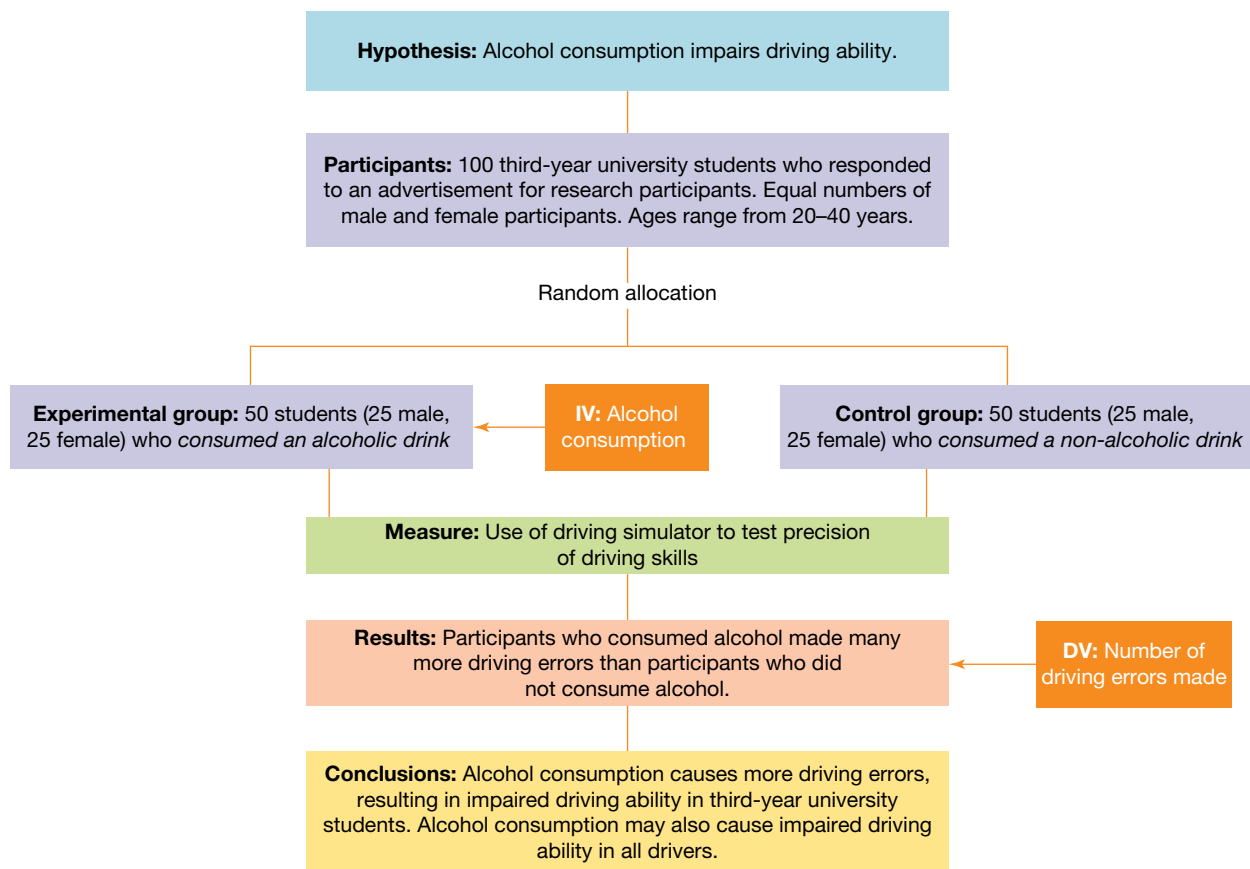 Hypothesis: Alcohol consumption impairs driving ability.
Participants: 100 third-year university students who responded
to an advertisement for research participants. Equal numbers of
male and female participants. Ages range from 20–40 years.
Random allocation
Experimental group: 50 students (25 male,
25 female) who consumed an alcoholic drink
IV: Alcohol
consumption
Control group: 50 students (25 male,
25 female) who consumed a non-alcoholic drink
Measure: Use of driving simulator to test precision
of driving skills
Results: Participants who consumed alcohol made many
more driving errors than participants who did
not consume alcohol.
DV: Number of
driving errors made
Conclusions: Alcohol consumption causes more driving errors,
resulting in impaired driving ability in third-year university
students. Alcohol consumption may also cause impaired driving
ability in all drivers.